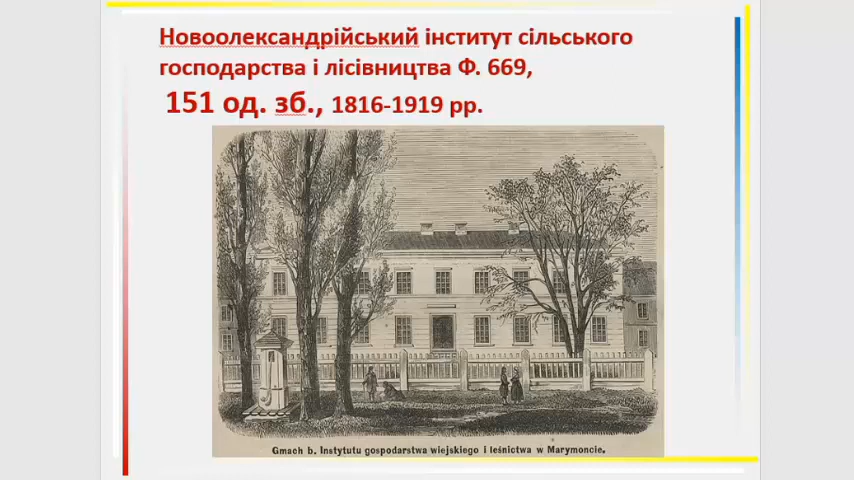 Новоолександрійський інститут сільського
господарства і лісівництва Ф. 669,
151 од. зб., 1816-1919 рр.
Gmach b. Instytutu gospodarstwa wiejskiego i leśnictwa w Marymoncie.